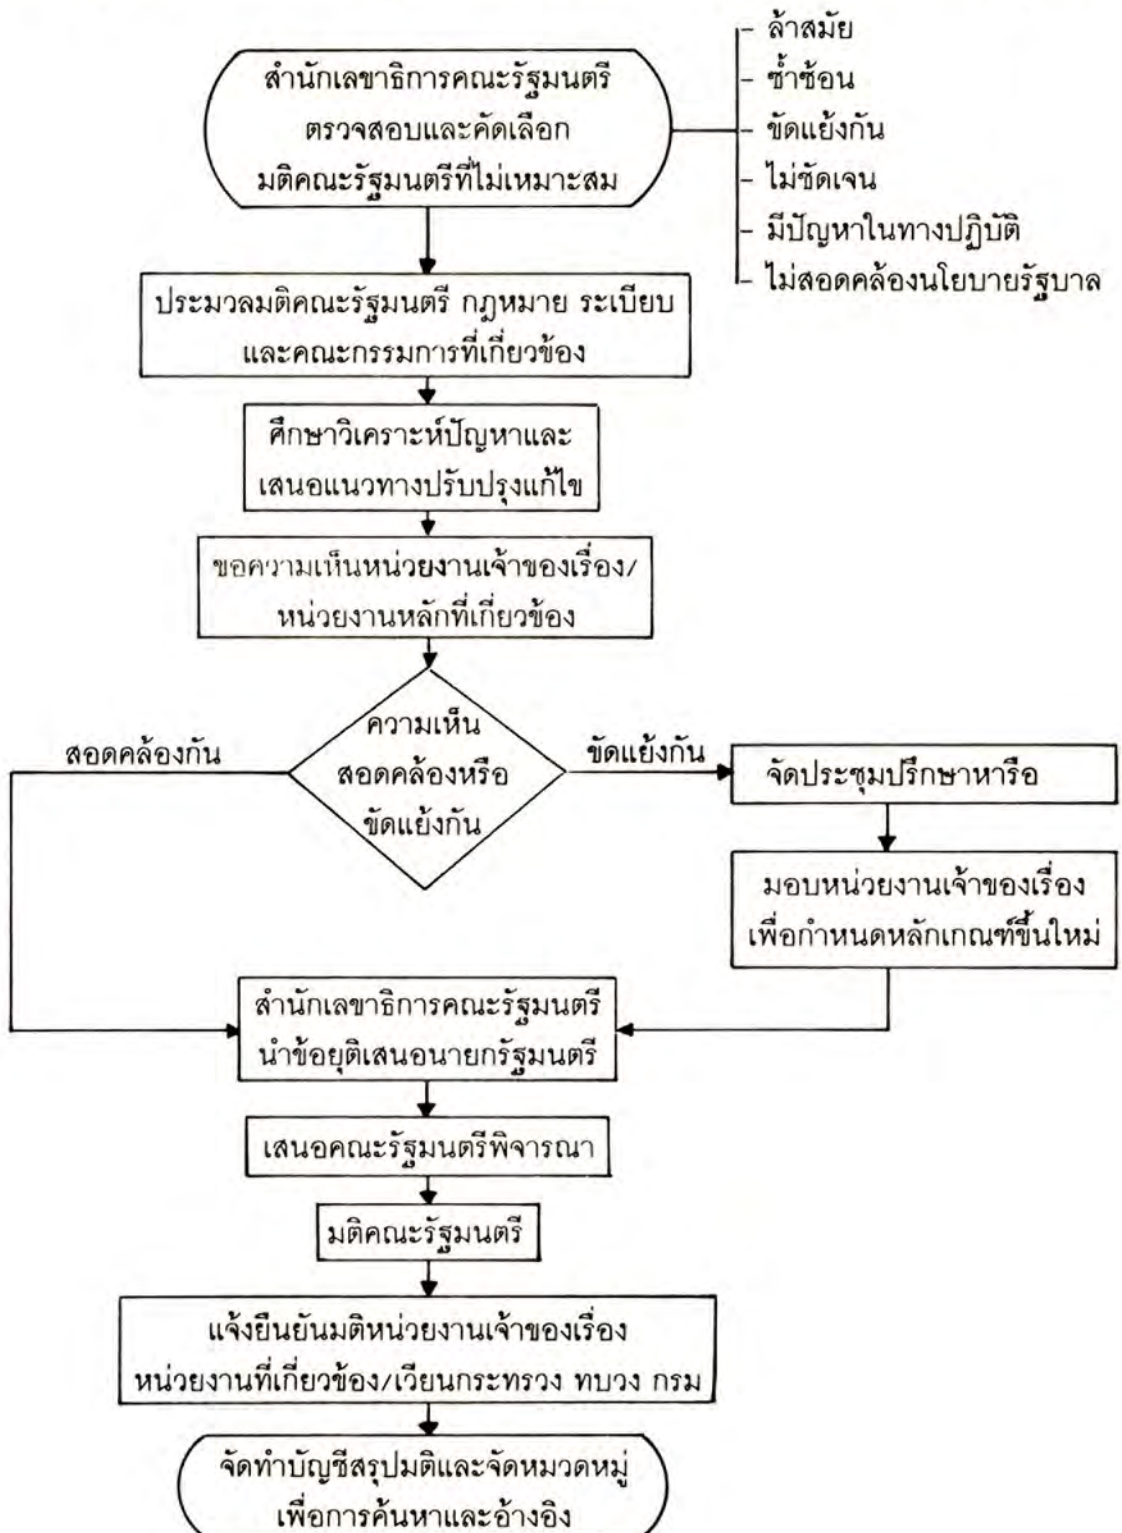 สำนักเลขาธิการคณะรัฐมนตรี
ตรวจสอบและคัดเลือก
มติคณะรัฐมนตรีที่ไม่เหมาะสม
- ล้าสมัย
- ซ้ำซ้อน
- ขัดแย้งกัน
- ไม่ชัดเจน
- มีปัญหาในทางปฏิบัติ
- ไม่สอดคล้องนโยบายรัฐบาล
ประมวลมติคณะรัฐมนตรี กฎหมาย ระเบียบ
และคณะกรรมการที่เกี่ยวข้อง
ศึกษาวิเคราะห์ปัญหาและ
เสนอแนวทางปรับปรุงแก้ไข
ขอความเห็นหน่วยงานเจ้าของเรื่อง/
หน่วยงานหลักที่เกี่ยวข้อง
ความเห็น
สอดคล้องหรือ
ขัดแย้งกัน
สอดคล้องกัน
ขัดแย้งกัน
จัดประชุมปรึกษาหารือ
มอบหน่วยงานเจ้าของเรื่อง
เพื่อกำหนดหลักเกณฑ์ขึ้นใหม่
สำนักเลขาธิการคณะรัฐมนตรี
นำข้อยุติเสนอนายกรัฐมนตรี
เสนอคณะรัฐมนตรีพิจารณา
มติคณะรัฐมนตรี
แจ้งยืนยันมติหน่วยงานเจ้าของเรื่อง
หน่วยงานที่เกี่ยวข้อง/เวียนกระทรวง ทบวง กรม
จัดทำบัญชีสรุปมติและจัดหมวดหมู่
เพื่อการค้นหาและอ้างอิง